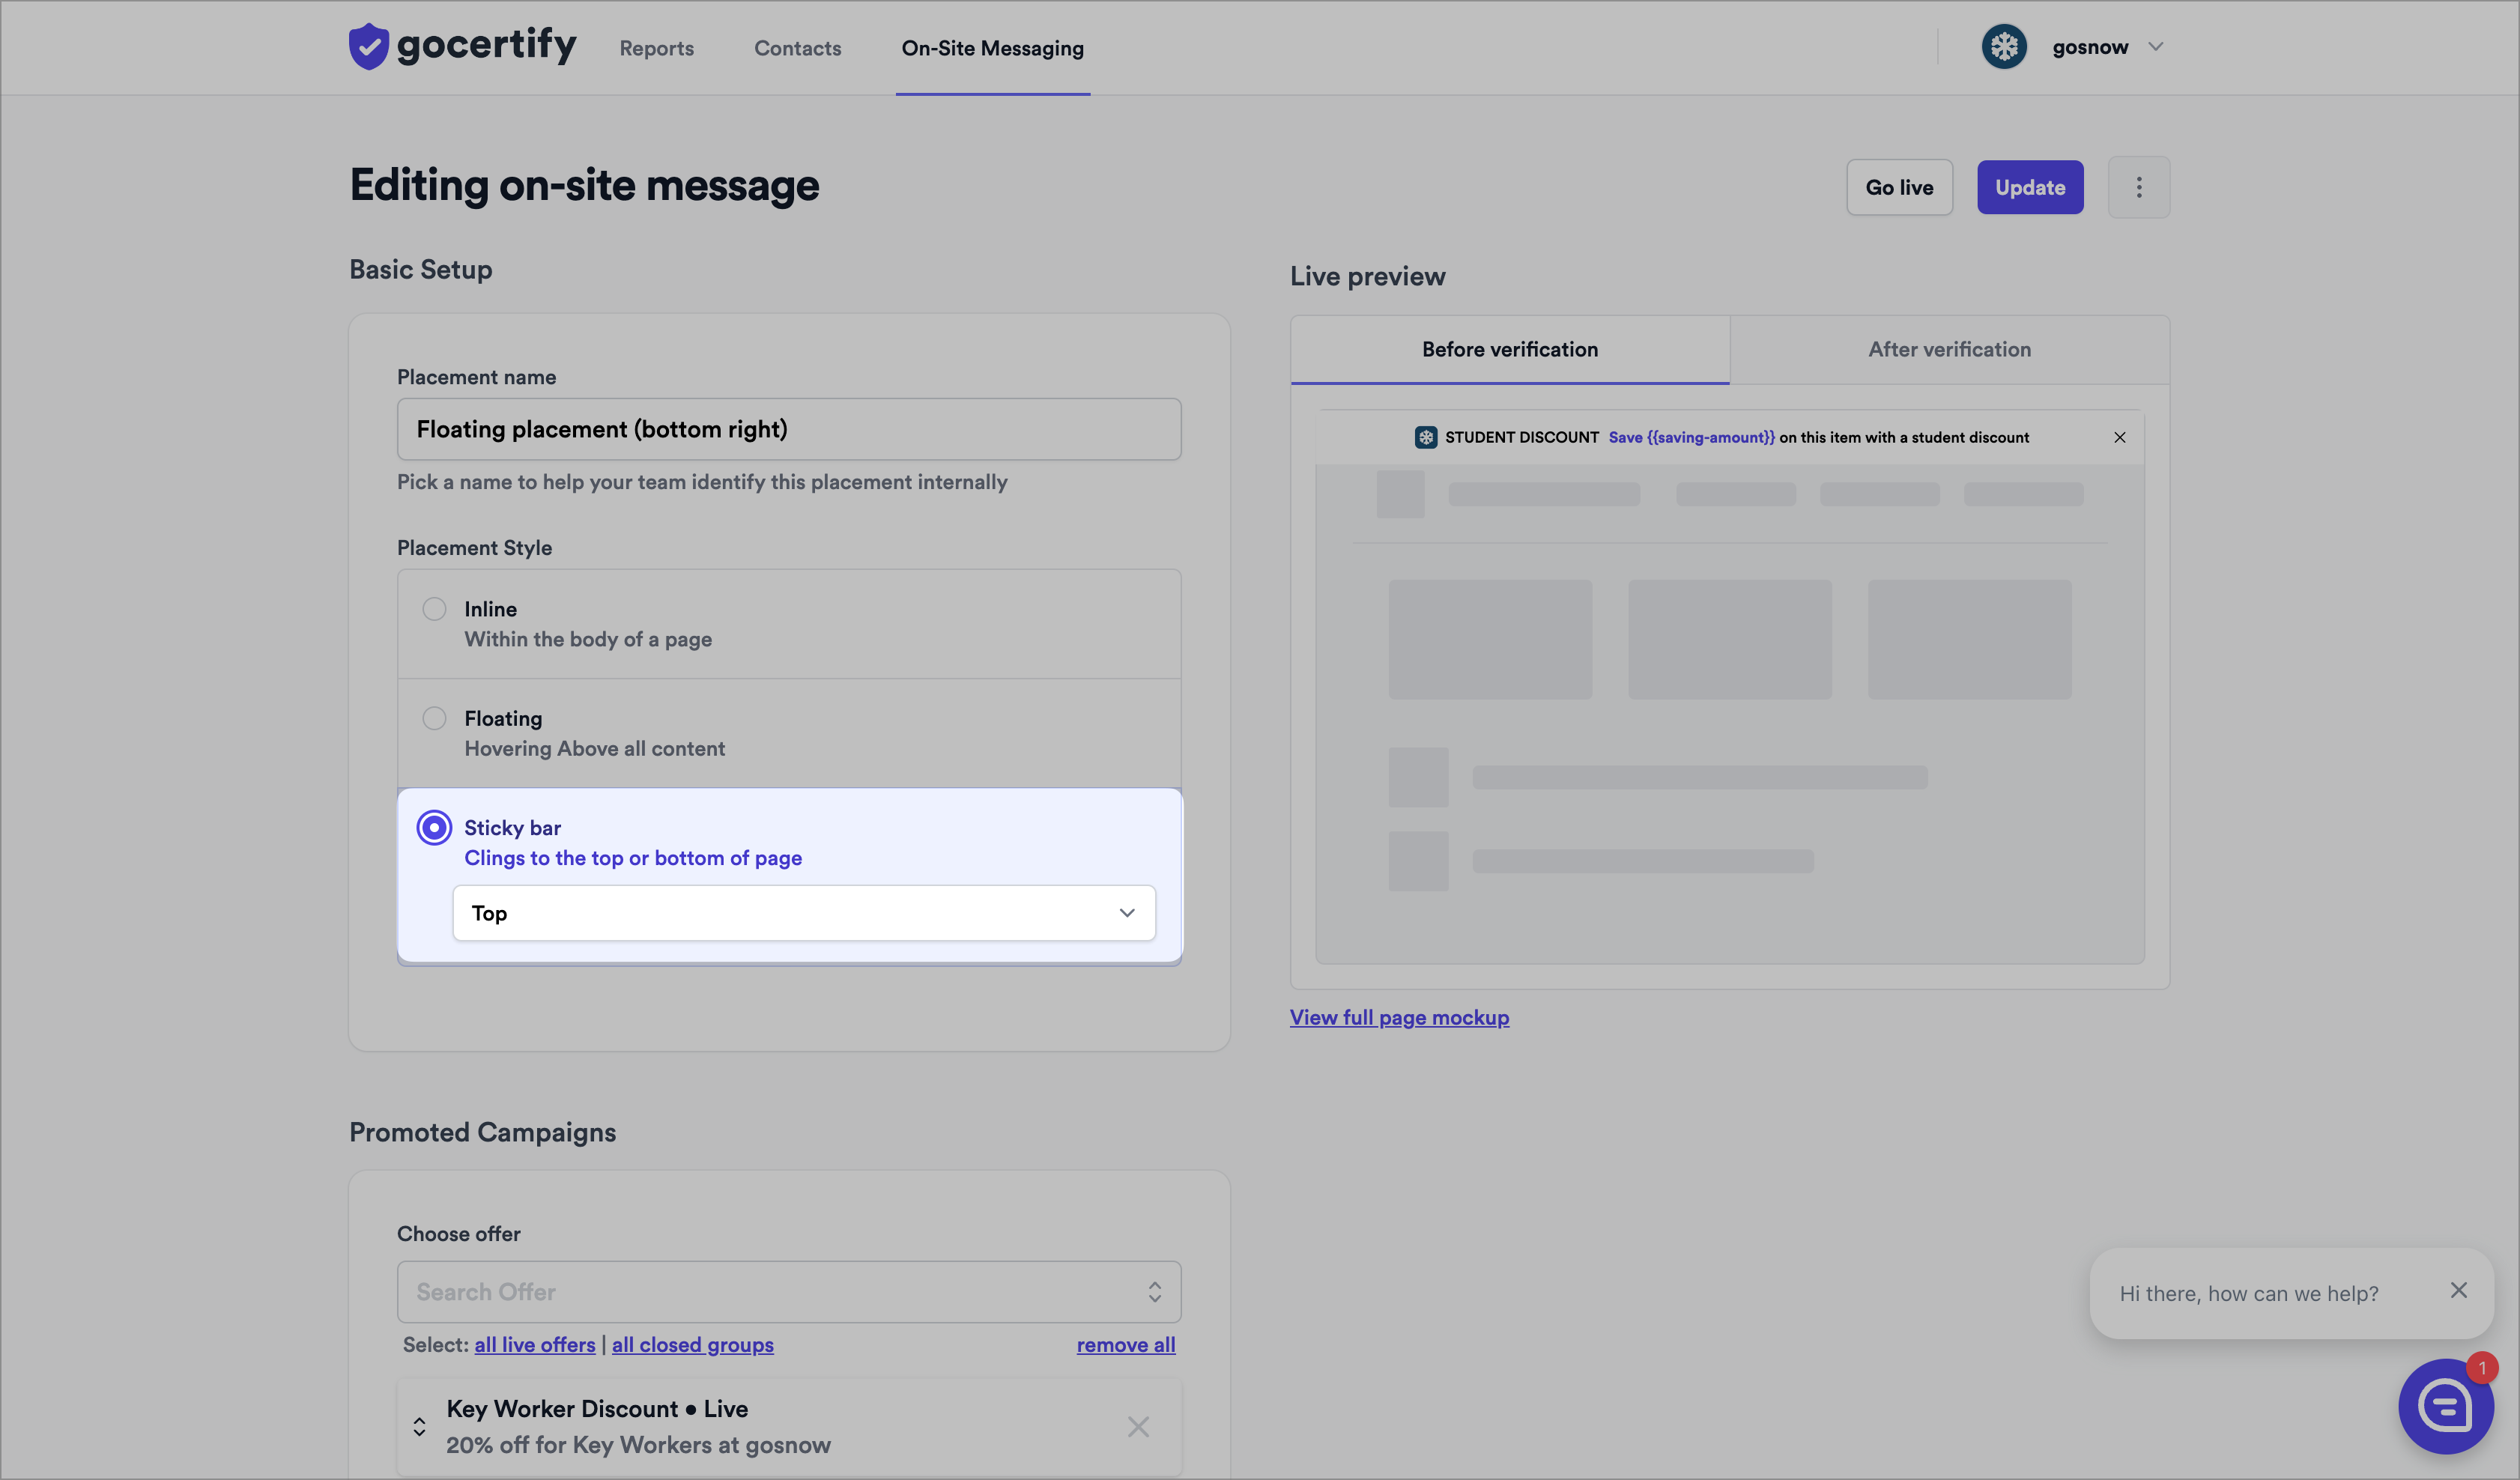 gocertify
Reports
Contacts
On-Site Messaging
gosnow
Editing on-site message
Go live
Update
Basic Setup
Live preview
Placement name
Floating placement (bottom right)
Pick a name to help your team identify this placement internally
Placement Style
Inline
Within the body of a page
Floating
Hovering Above all content
Sticky bar
Clings to the top or bottom of page
Top
Before verification
After verification
STUDENT DISCOUNT Save {{saving-amount}} on this item with a student discount
View full page mockup
Promoted Campaigns
Choose offer
Search Offer
Select: all live offers | all closed groups
remove all
Key Worker Discount • Live
20% off for Key Workers at gosnow
Hi there, how can we help?
1